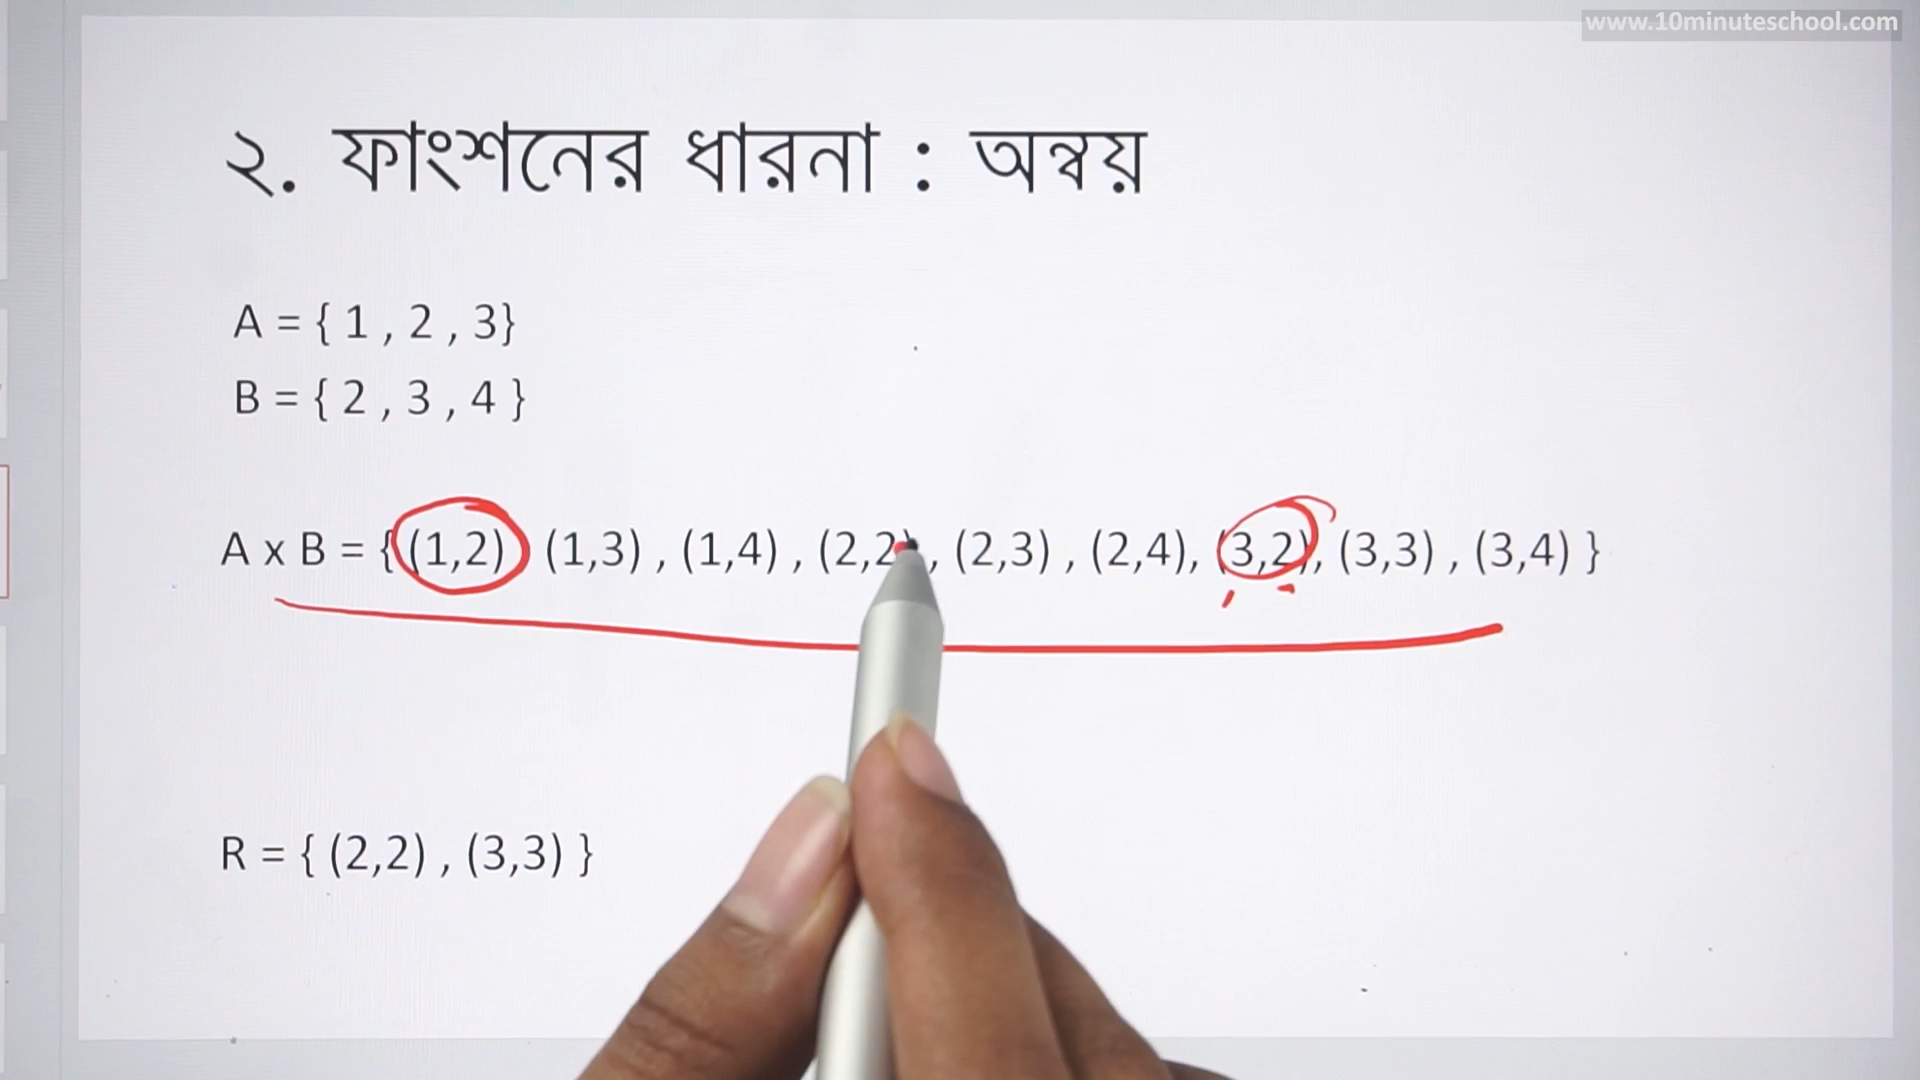 www.10minuteschool.com
২. ফাংশনের ধারনা : অন্বয়
A = { 1 , 2 , 3}
B = { 2 , 3 , 4 }
A x B = { (1,2) (1,3) , (1,4) , (2,2) , (2,3) , (2,4), (3,2), (3,3) , (3,4) }
R = { (2,2) , (3,3) }